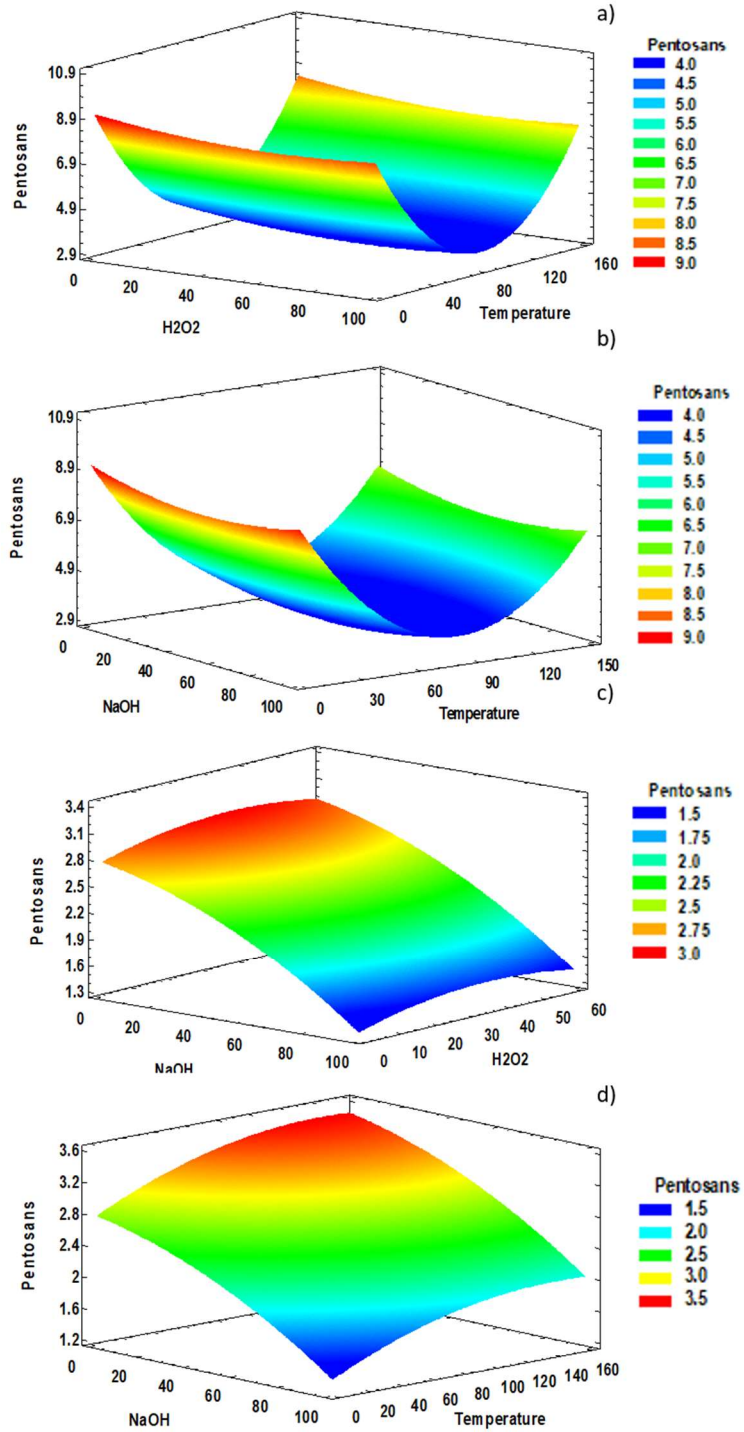 a)
Pentosans
4.0
4.5
5.0
5.5
6.0
6.5
7.0
7.5
8.0
8.5
9.0
10.9
8.9
6.9
4.9
2.9
Pentosans
0 20 40 60 80 100
H2O2
0 40 80 120 160
Temperature
b)
Pentosans
4.0
4.5
5.0
5.5
6.0
6.5
7.0
7.5
8.0
8.5
9.0
10.9
8.9
6.9
4.9
2.9
Pentosans
0 20 40 60 80 100
NaOH
0 30 60 90 120 150
Temperature
c)
Pentosans
1.5
1.75
2.0
2.25
2.5
2.75
3.0
3.4
3.1
2.8
2.5
2.2
1.9
1.6
1.3
Pentosans
0 20 40 60 80 100
NaOH
0 10 20 30 40 50 60
H2O2
d)
Pentosans
1.5
2.0
2.5
3.0
3.5
3.6
3.2
2.8
2.4
2
1.6
1.2
Pentosans
0 20 40 60 80 100
NaOH
0 20 40 60 80 100 120 140 160
Temperature